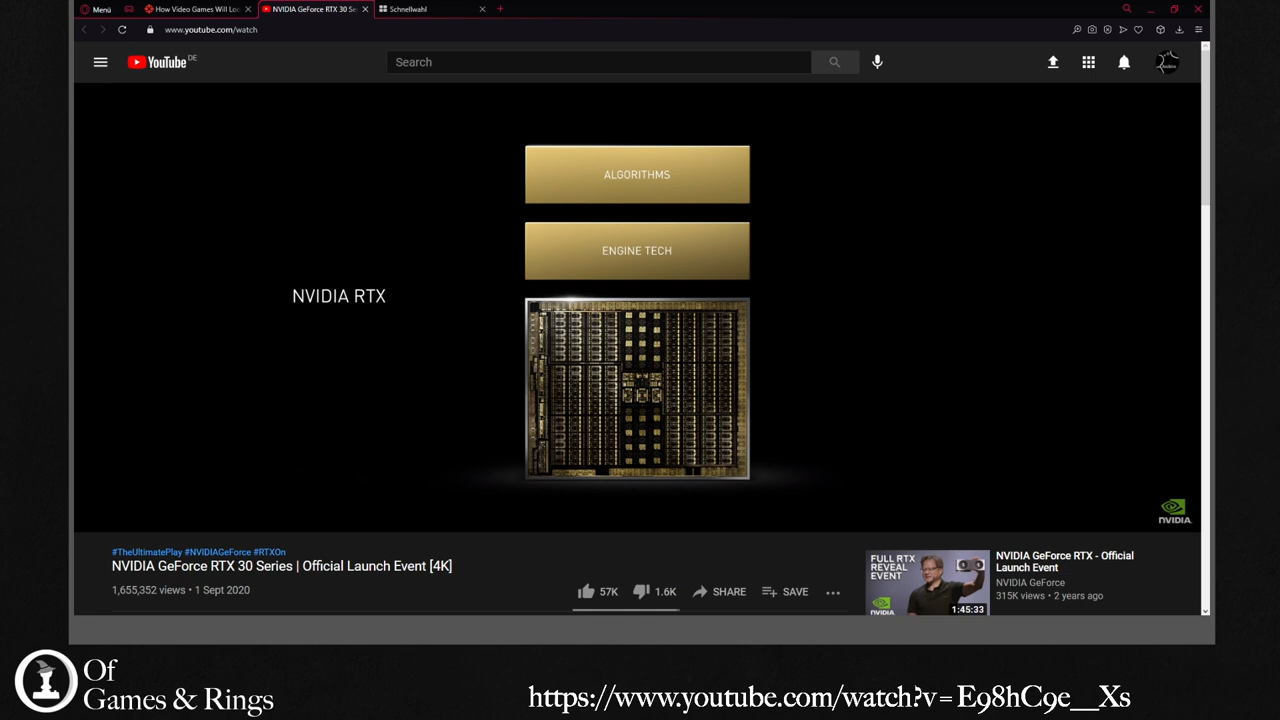 Menü
How Video Games Will Loo
NVIDIA GeForce RTX 30 Se
Schnellwahl
www.youtube.com/watch
YouTube DE
Search
ALGORITHMS
ENGINE TECH
NVIDIA RTX
NVIDIA.
#TheUltimatePlay #NVIDIAGeForce #RTXOn
NVIDIA GeForce RTX 30 Series | Official Launch Event [4K]
1,655,352 views • 1 Sept 2020
57K
1.6K
SHARE
SAVE
FULL RTX
REVEAL
EVENT
NVIDIA
1:45:33
NVIDIA GeForce RTX - Official
Launch Event
NVIDIA GeForce
315K views • 2 years ago
Of
Games & Rings
https://www.youtube.com/watch?v=E98hC9e__Xs